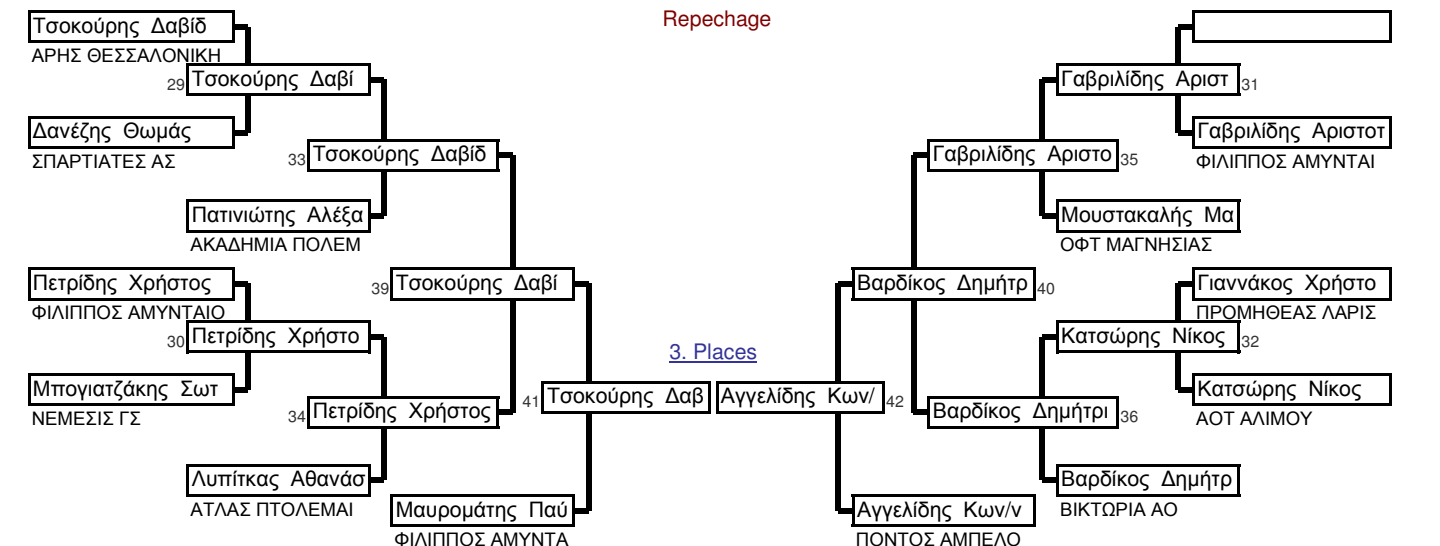 Repechage
Τσοκούρης Δαβίδ
ΑΡΗΣ ΘΕΣΣΑΛΟΝΙΚΗ
29 Τσοκούρης Δαβί
Δανέζης Θωμάς
ΣΠΑΡΤΙΑΤΕΣ ΑΣ
33 Τσοκούρης Δαβίδ
Πατινιώτης Αλέξα
ΑΚΑΔΗΜΙΑ ΠΟΛΕΜ
Πετρίδης Χρήστος
ΦΙΛΙΠΠΟΣ ΑΜΥΝΤΑΙΟ
39 Τσοκούρης Δαβί
30 Πετρίδης Χρήστο
Μπογιατζάκης Σωτ
ΝΕΜΕΣΙΣ ΓΣ
34 Πετρίδης Χρήστος
Λυπίτκας Αθανάσ
ΑΤΛΑΣ ΠΤΟΛΕΜΑΙ
Μαυρομάτης Παύ
ΦΙΛΙΠΠΟΣ ΑΜΥΝΤΑ
3. Places
41 Τσοκούρης Δαβ
Αγγελίδης Κων/ 42
Γαβριλίδης Αριστ 31
Γαβριλίδης Αριστοτ
ΦΙΛΙΠΠΟΣ ΑΜΥΝΤΑΙ
Γαβριλίδης Αριστο 35
Μουστακαλής Μα
ΟΦΤ ΜΑΓΝΗΣΙΑΣ
Βαρδίκος Δημήτρ 40
Γιαννάκος Χρήστο
ΠΡΟΜΗΘΕΑΣ ΛΑΡΙΣ
Κατσώρης Νίκος 32
Κατσώρης Νίκος
ΑΟΤ ΑΛΙΜΟΥ
Βαρδίκος Δημήτρι 36
Βαρδίκος Δημήτρ
ΒΙΚΤΩΡΙΑ ΑΟ
Αγγελίδης Κων/ν
ΠΟΝΤΟΣ ΑΜΠΕΛΟ